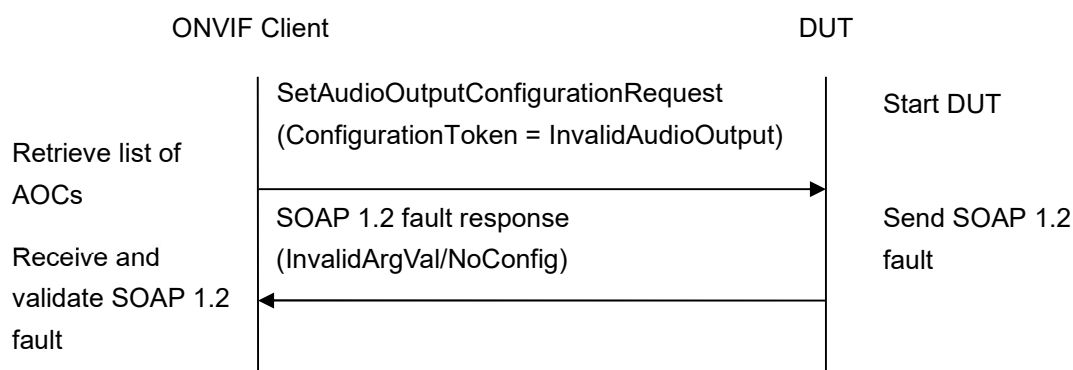 ONVIF Client
DUT
SetAudioOutputConfigurationRequest
(ConfigurationToken = InvalidAudioOutput)
Start DUT
Retrieve list of
AOCs
SOAP 1.2 fault response
(InvalidArgVal/NoConfig)
Send SOAP 1.2
fault
Receive and
validate SOAP 1.2
fault